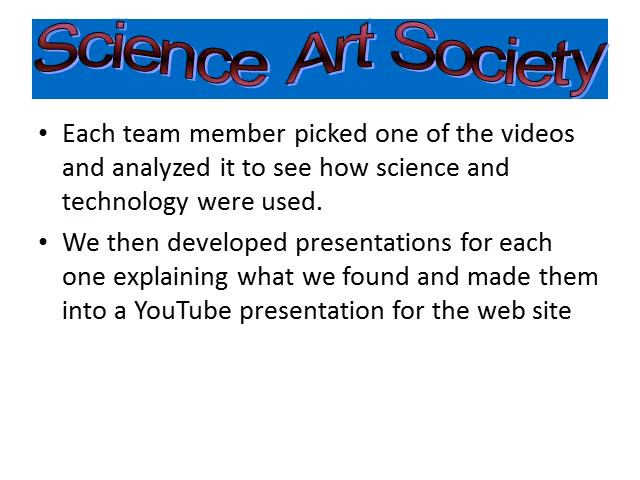 Science Art Society
• Each team member picked one of the videos
and analyzed it to see how science and
technology were used.
• We then developed presentations for each
one explaining what we found and made them
into a YouTube presentation for the web site